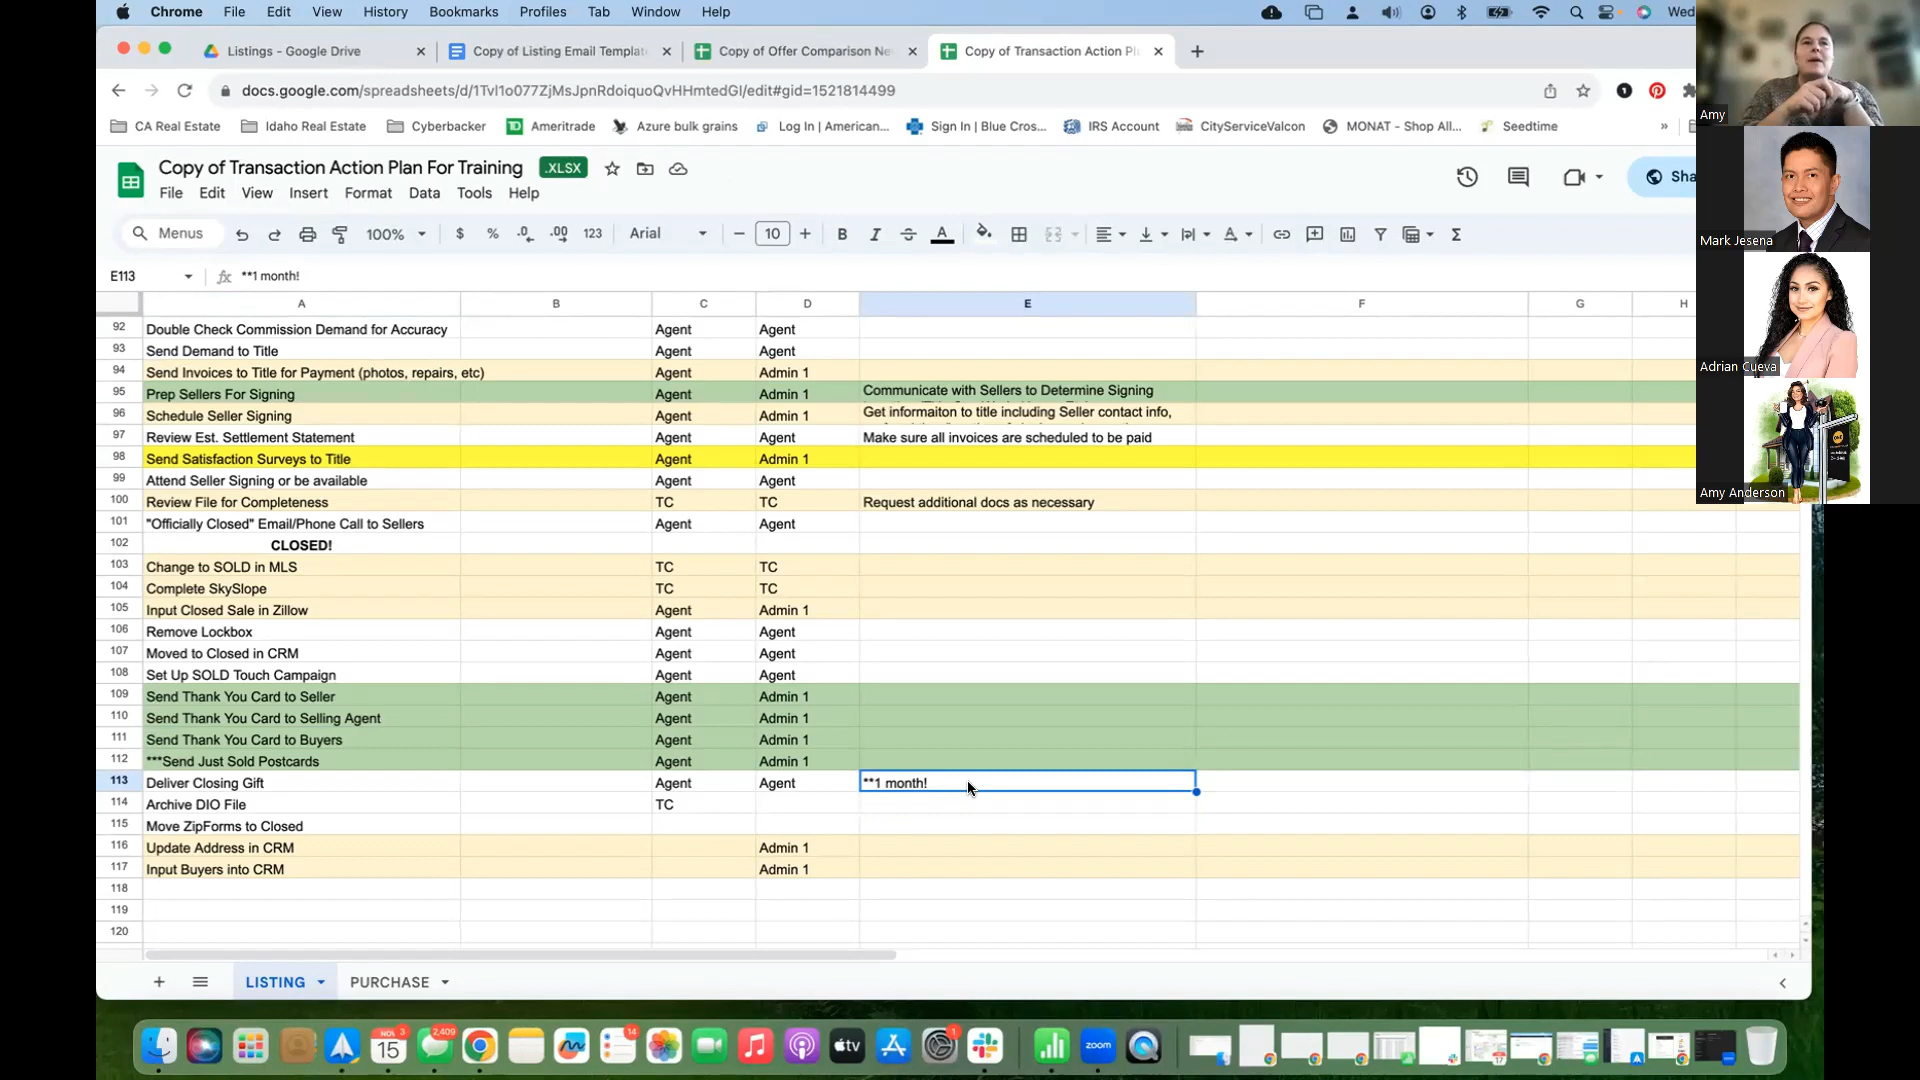 Chrome File Edit View History Bookmarks Profiles Tab Window Help Wed
Listings - Google Drive Copy of Listing Email Templat Copy of Offer Comparison Ne Copy of Transaction Action Pl
docs.google.com/spreadsheets/d/1Tvl1o077ZjMsJpnRdoiquoQvHHmtedGl/edit#gid=1521814499
CA Real Estate Idaho Real Estate Cyberbacker Ameritrade Azure bulk grains Log In | American... Sign In | Blue Cros... IRS Account CityServiceValcon MONAT - Shop All... Seedtime »
Copy of Transaction Action Plan For Training .XLSX
File Edit View Insert Format Data Tools Help
Sha
Menus 100% $ % .0 .00 123 Arial 10
E113 fx **1 month!
A B C D E F G H
92 Double Check Commission Demand for Accuracy Agent Agent
93 Send Demand to Title Agent Agent
94 Send Invoices to Title for Payment (photos, repairs, etc) Agent Admin 1
95 Prep Sellers For Signing Agent Admin 1 Communicate with Sellers to Determine Signing
96 Schedule Seller Signing Agent Admin 1 Get informaiton to title including Seller contact info,
97 Review Est. Settlement Statement Agent Agent Make sure all invoices are scheduled to be paid
98 Send Satisfaction Surveys to Title Agent Admin 1
99 Attend Seller Signing or be available Agent Agent
100 Review File for Completeness TC TC Request additional docs as necessary
101 "Officially Closed" Email/Phone Call to Sellers Agent Agent
102 CLOSED!
103 Change to SOLD in MLS TC TC
104 Complete SkySlope TC TC
105 Input Closed Sale in Zillow Agent Admin 1
106 Remove Lockbox Agent Agent
107 Moved to Closed in CRM Agent Agent
108 Set Up SOLD Touch Campaign Agent Agent
109 Send Thank You Card to Seller Agent Admin 1
110 Send Thank You Card to Selling Agent Agent Admin 1
111 Send Thank You Card to Buyers Agent Admin 1
112 ***Send Just Sold Postcards Agent Admin 1
113 Deliver Closing Gift Agent Agent **1 month!
114 Archive DIO File TC
115 Move ZipForms to Closed
116 Update Address in CRM Admin 1
117 Input Buyers into CRM Admin 1
118
119
120
LISTING PURCHASE
Amy
Mark Jesena
Adrian Cueva
Amy Anderson
NOV 15 3 2,409 14 tv 1 zoom 17